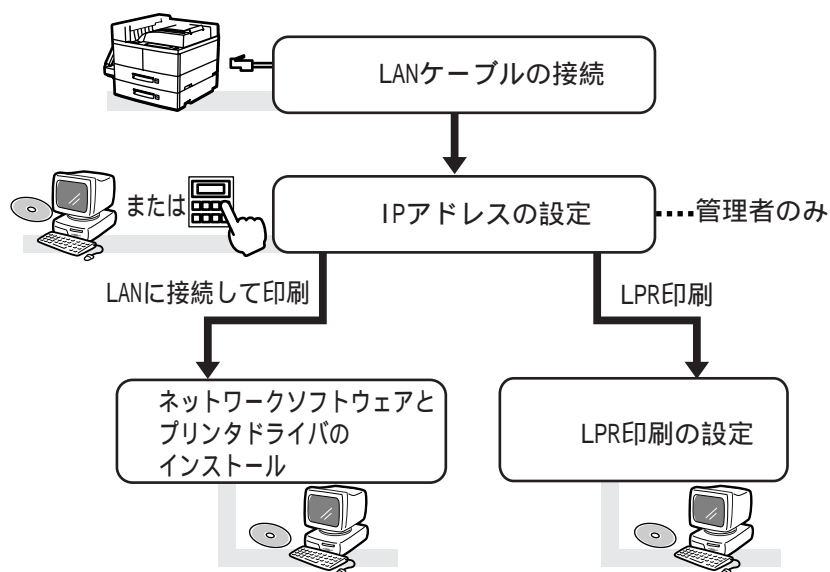 LANケーブルの接続
または
IPアドレスの設定
管理者のみ
LANに接続して印刷
LPR印刷
ネットワークソフトウェアと
プリンタドライバの
インストール
LPR印刷の設定